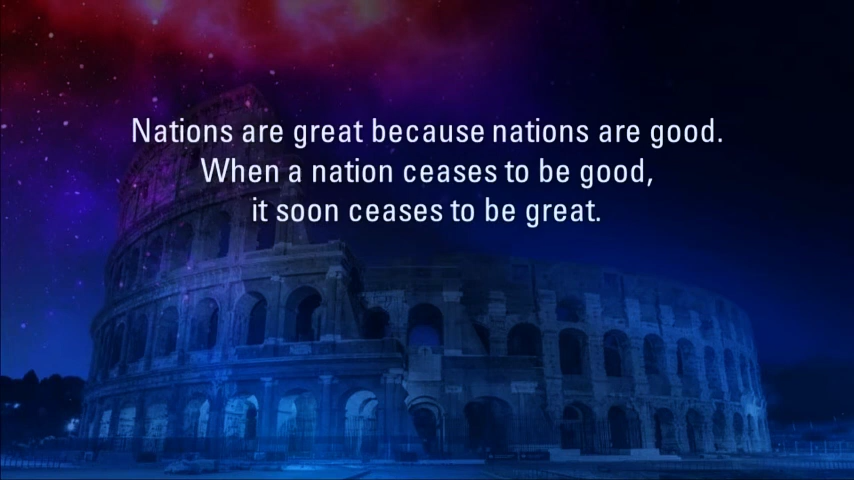 Nations are great because nations are good.
When a nation ceases to be good,
it soon ceases to be great.